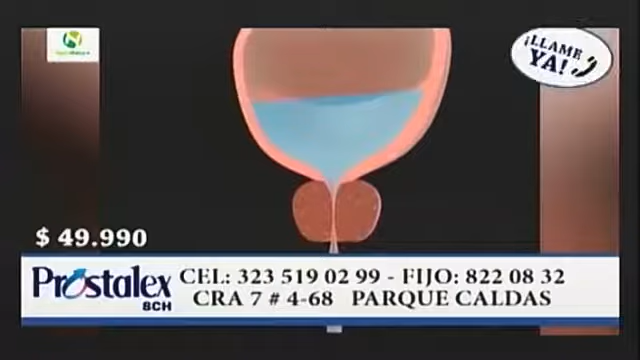 ¡LLAME
YA!
$ 49.990
Prostalex
BCH
CEL: 323 519 02 99 - FIJO: 822 08 32
CRA 7 # 4-68 PARQUE CALDAS